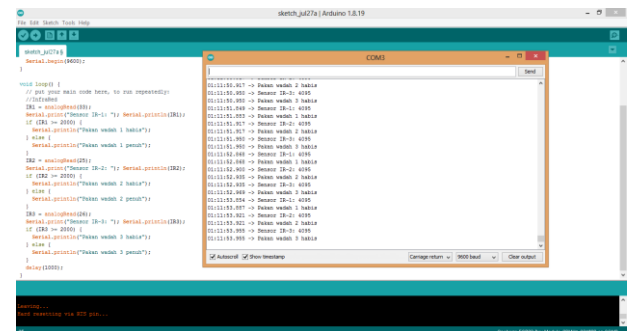 sketch_jul27a | Arduino 1.8.19
File Edit Sketch Tools Help
sketch_jul27a §
Serial.begin(9600);
}
void loop() {
// put your main code here, to run repeatedly:
//InfraRed
IR1 = analogRead(33);
Serial.print("Sensor IR-1: "); Serial.println(IR1);
if (IR1 >= 2000) {
Serial.println("Pakan wadah 1 habis");
} else {
Serial.println("Pakan wadah 1 penuh");
}
IR2 = analogRead(25);
Serial.print("Sensor IR-2: "); Serial.println(IR2);
if (IR2 >= 2000) {
Serial.println("Pakan wadah 2 habis");
} else {
Serial.println("Pakan wadah 2 penuh");
}
IR3 = analogRead(26);
Serial.print("Sensor IR-3: "); Serial.println(IR3);
if (IR3 >= 2000) {
Serial.println("Pakan wadah 3 habis");
} else {
Serial.println("Pakan wadah 3 penuh");
}
delay(1000);
}
COM3
Send
01:11:50.917 -> Pakan wadah 2 habis
01:11:50.950 -> Sensor IR-3: 4095
01:11:50.950 -> Pakan wadah 3 habis
01:11:51.049 -> Sensor IR-1: 4095
01:11:51.083 -> Pakan wadah 1 habis
01:11:51.917 -> Sensor IR-2: 4095
01:11:51.917 -> Pakan wadah 2 habis
01:11:51.950 -> Sensor IR-3: 4095
01:11:51.950 -> Pakan wadah 3 habis
01:11:52.068 -> Sensor IR-1: 4095
01:11:52.068 -> Pakan wadah 1 habis
01:11:52.902 -> Sensor IR-2: 4095
01:11:52.935 -> Pakan wadah 2 habis
01:11:52.935 -> Sensor IR-3: 4095
01:11:52.969 -> Pakan wadah 3 habis
01:11:53.054 -> Sensor IR-1: 4095
01:11:53.087 -> Pakan wadah 1 habis
01:11:53.921 -> Sensor IR-2: 4095
01:11:53.921 -> Pakan wadah 2 habis
01:11:53.955 -> Sensor IR-3: 4095
01:11:53.955 -> Pakan wadah 3 habis
Autoscroll Show timestamp Carriage return 9600 baud Clear output
Leaving...
Hard resetting via RTS pin...